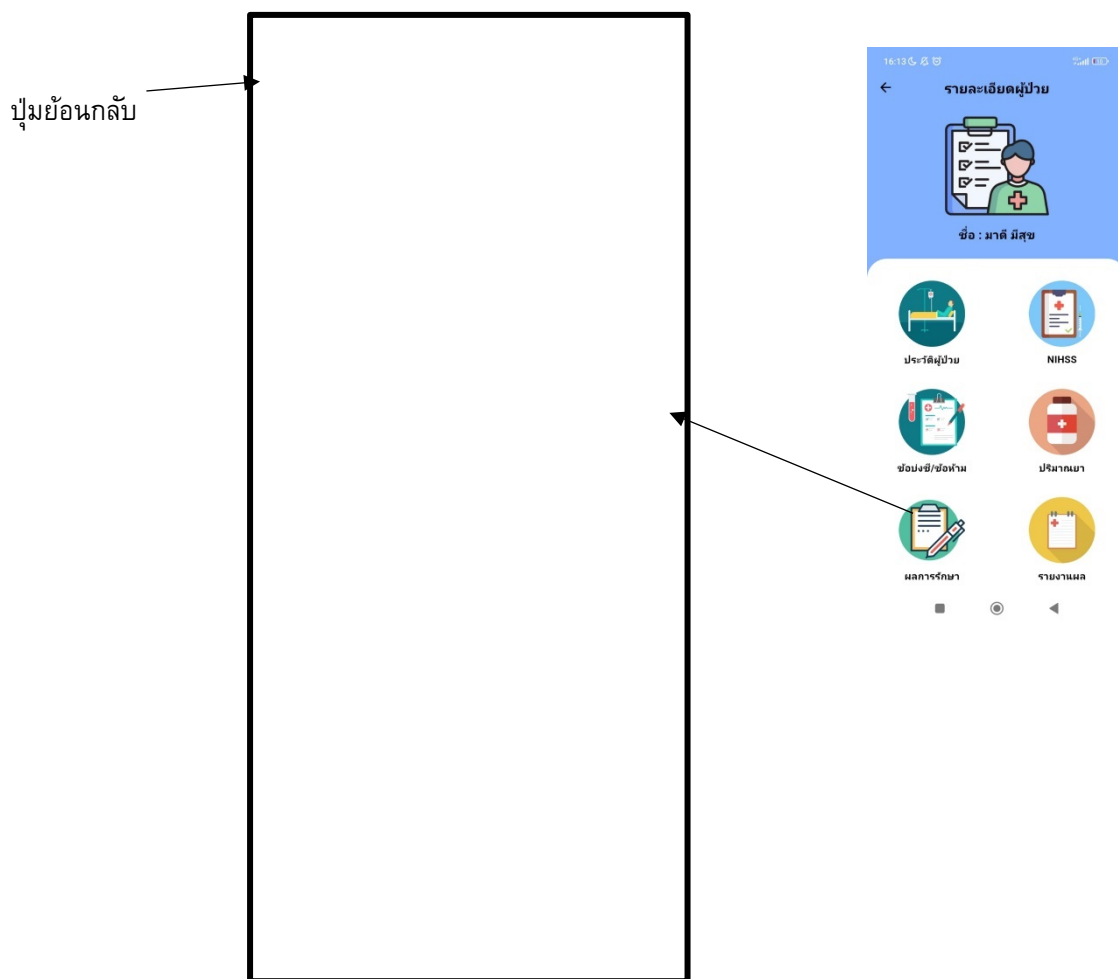 ปุ่มย้อนกลับ
16:13
รายละเอียดผู้ป่วย
ชื่อ : มาดี มีสุข
ประวัติผู้ป่วย
NIHSS
ข้อบ่งชี้/ข้อห้าม
ปริมาณยา
ผลการรักษา
รายงานผล